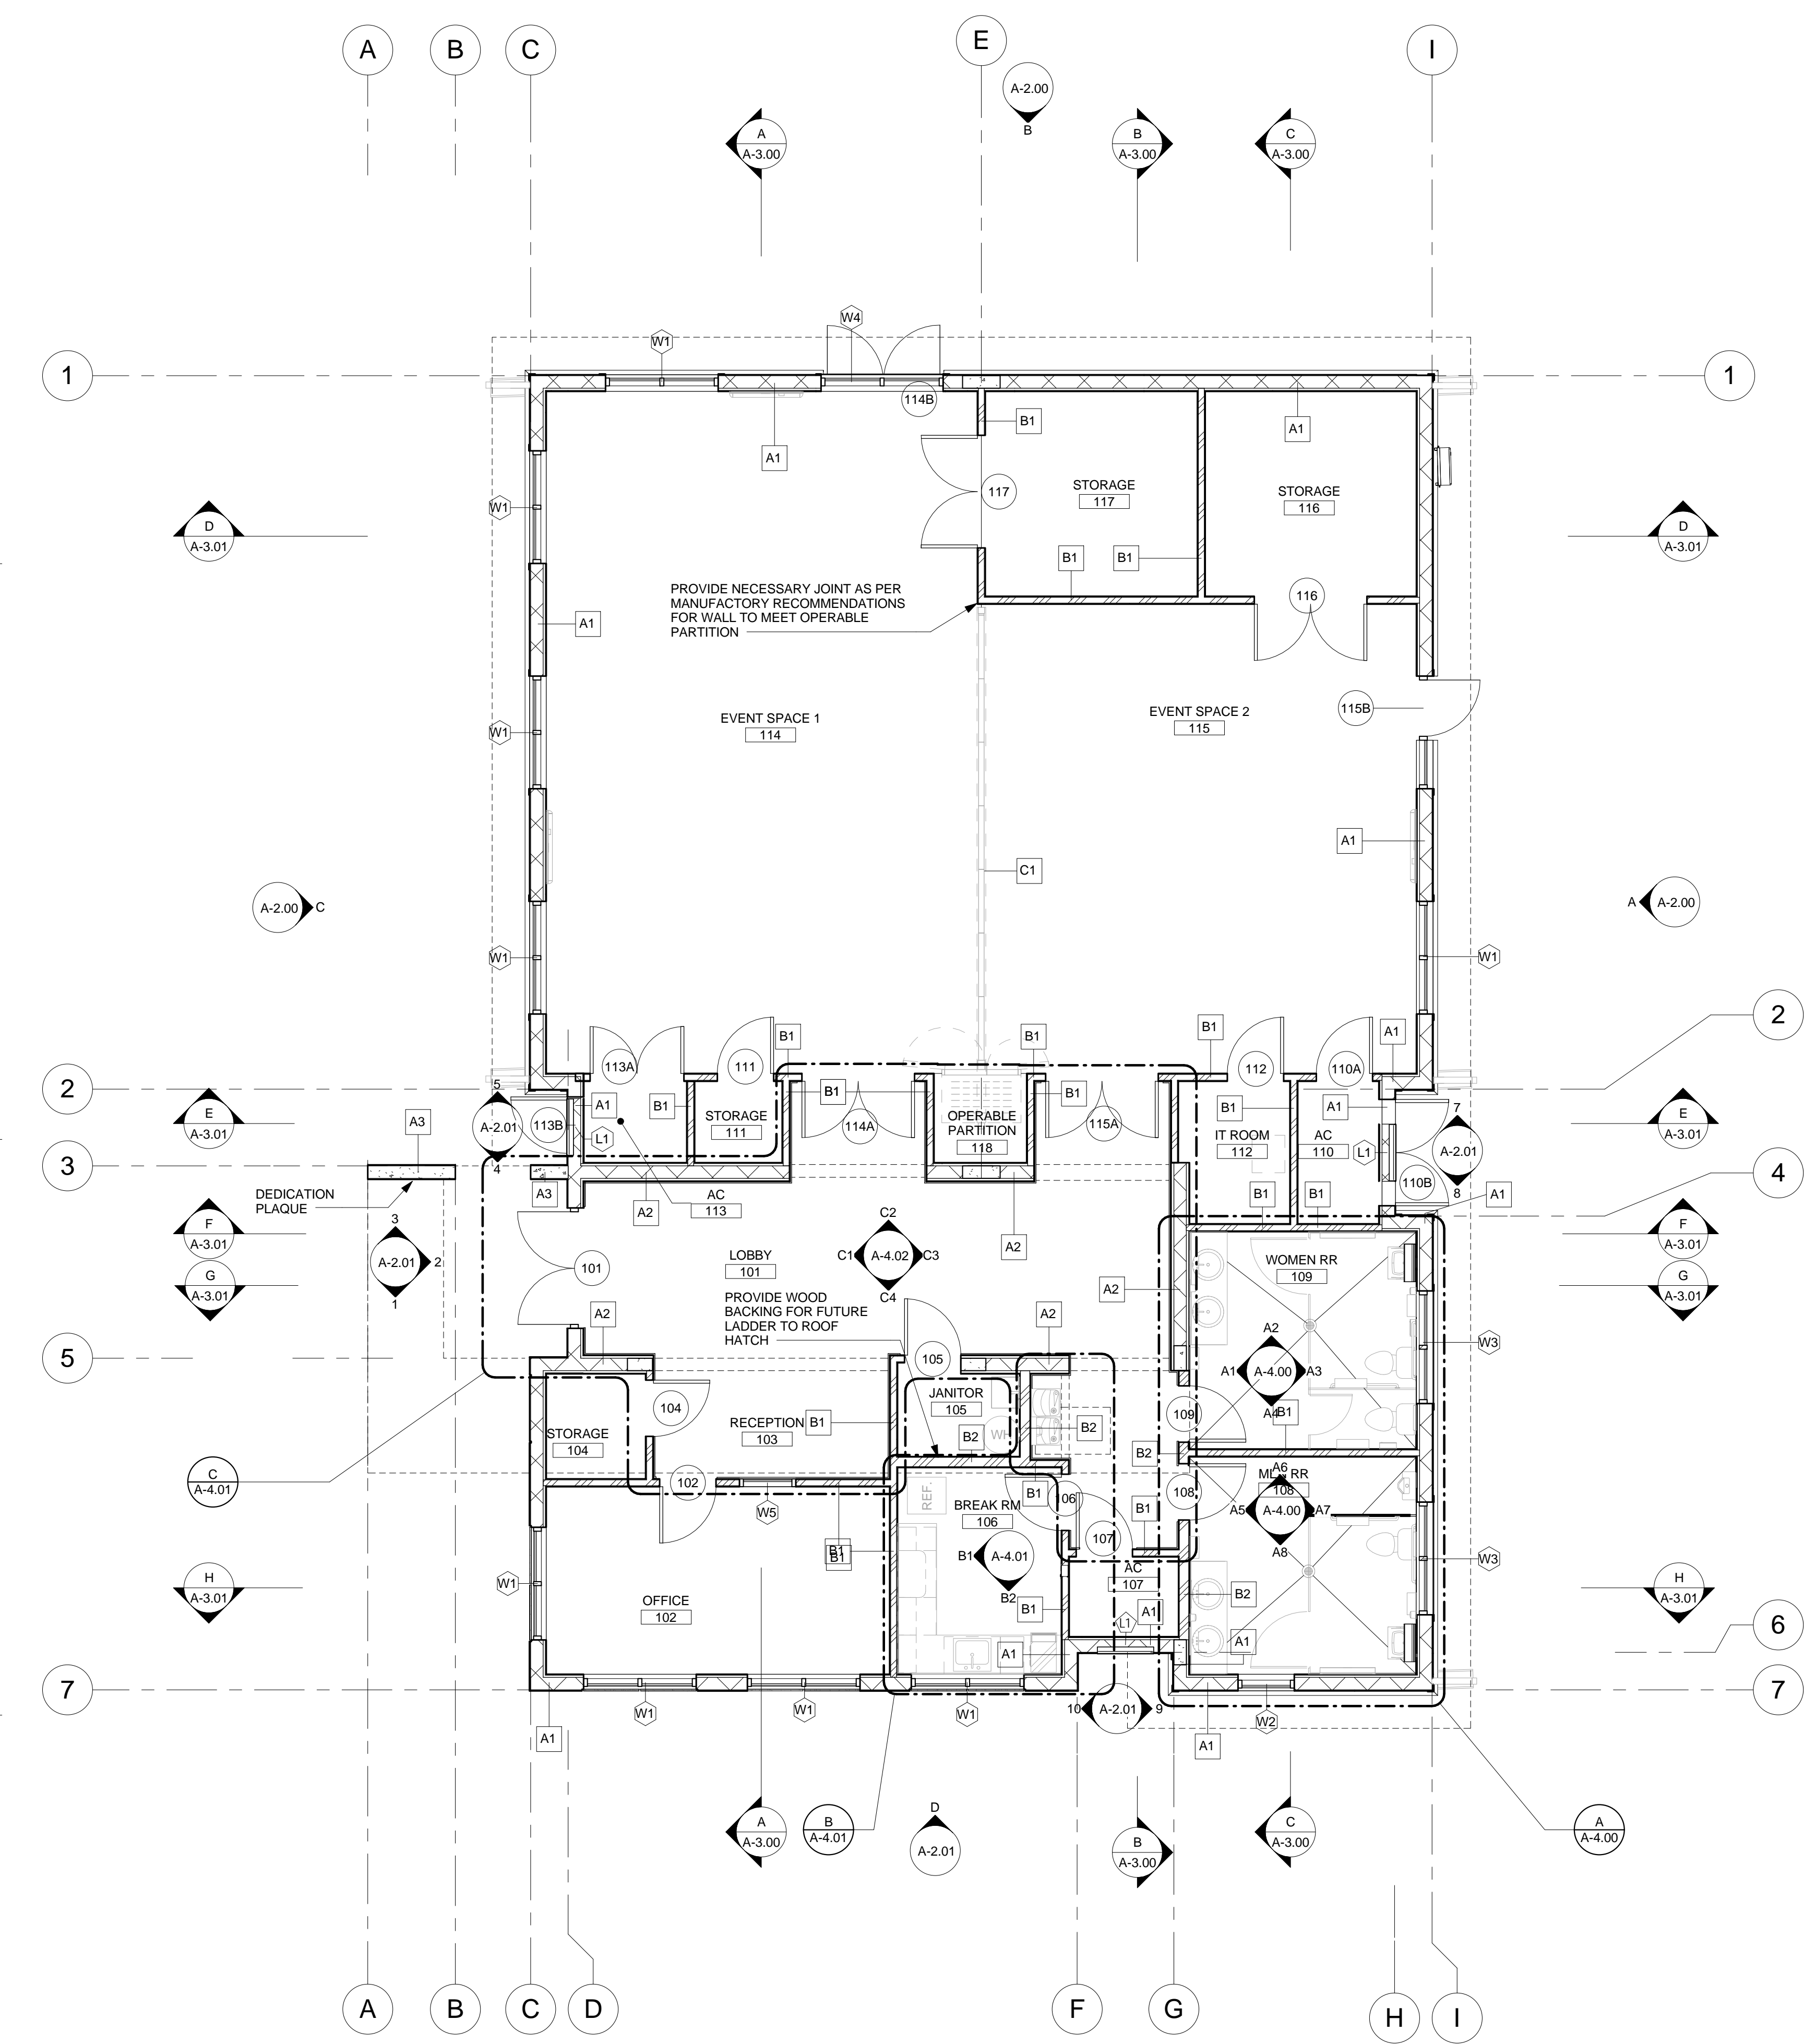 A
B
C
E
I
A-2.00
B
A
A-3.00
B
A-3.00
C
A-3.00
W4
W1
1
1
114B
B1
A1
A1
STORAGE
117
117
STORAGE
116
W1
D
A-3.01
D
A-3.01
B1
B1
PROVIDE NECESSARY JOINT AS PER
MANUFACTORY RECOMMENDATIONS
FOR WALL TO MEET OPERABLE
PARTITION
116
A1
EVENT SPACE 1
114
EVENT SPACE 2
115
115B
W1
A1
C1
A-2.00
C
A
A-2.00
W1
W1
2
B1
B1
B1
A1
2
113A
111
112
110A
5
E
A-3.01
A-2.01
4
113B
A1
L1
B1
STORAGE
111
B1
114A
OPERABLE
PARTITION
118
B1
115A
B1
IT ROOM
112
A1
AC
110
L1
7
A-2.01
8
E
A-3.01
A3
3
4
110B
A1
DEDICATION
PLAQUE
A3
A2
AC
113
B1
B1
F
A-3.01
3
A-2.01
2
1
G
A-3.01
C2
C1
A-4.02
C3
C4
A2
F
A-3.01
G
A-3.01
101
LOBBY
101
WOMEN RR
109
PROVIDE WOOD
BACKING FOR FUTURE
LADDER TO ROOF
HATCH
A2
A2
A2
A2
A1
A-4.00
A3
A4
W3
5
105
JANITOR
105
104
RECEPTION
103
B1
109
B1
STORAGE
104
WH
B2
B2
B2
C
A-4.01
102
W5
REF.
BREAK RM
106
B1
106
B1
108
A6
108
A5
A-4.00
A7
A8
107
B1
B1
B1
A-4.01
B2
AC
107
W3
H
A-3.01
W1
OFFICE
102
B2
B1
L1
A1
H
A-3.01
A1
A1
6
7
7
W1
W1
W1
10
A-2.01
9
W2
A1
A1
A
A-3.00
B
A-4.01
D
A-2.01
B
A-3.00
C
A-3.00
A
A-4.00
A
B
C
D
F
G
H
I